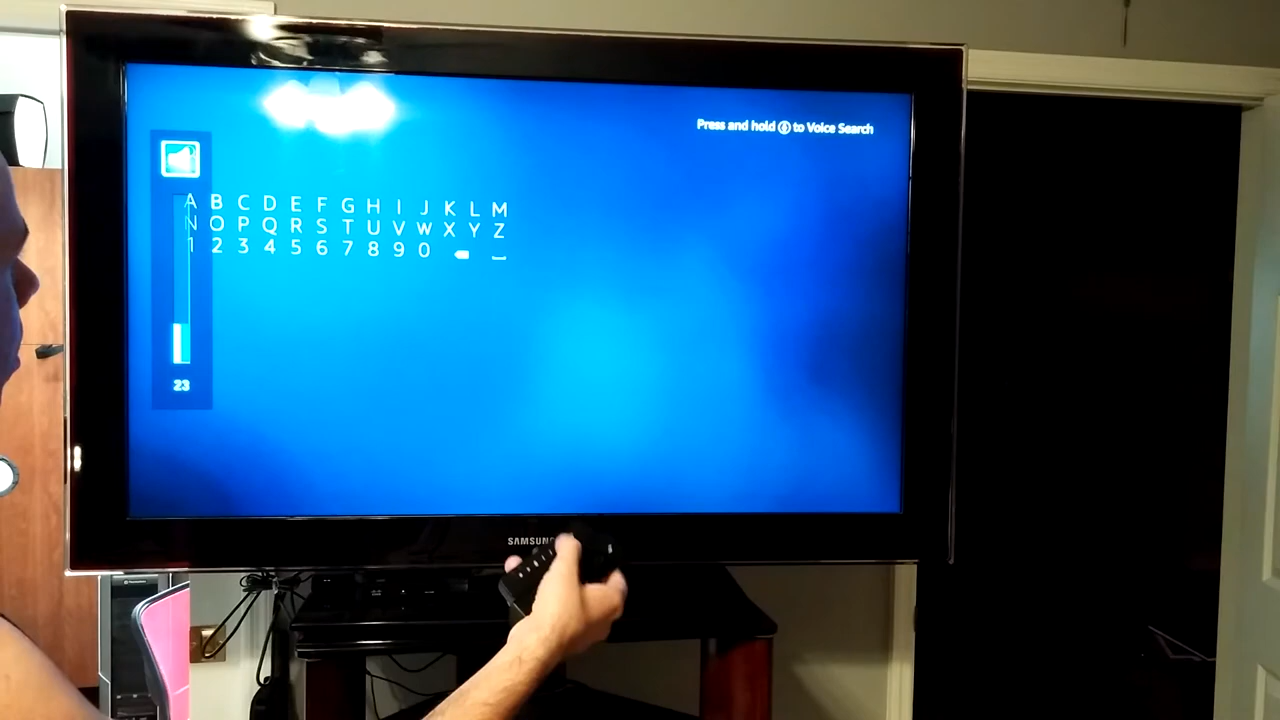 Press and hold to Voice Search
A B C D E F G H I J K L M
N O P Q R S T U V W X Y Z
1 2 3 4 5 6 7 8 9 0
23
SAMSUNG